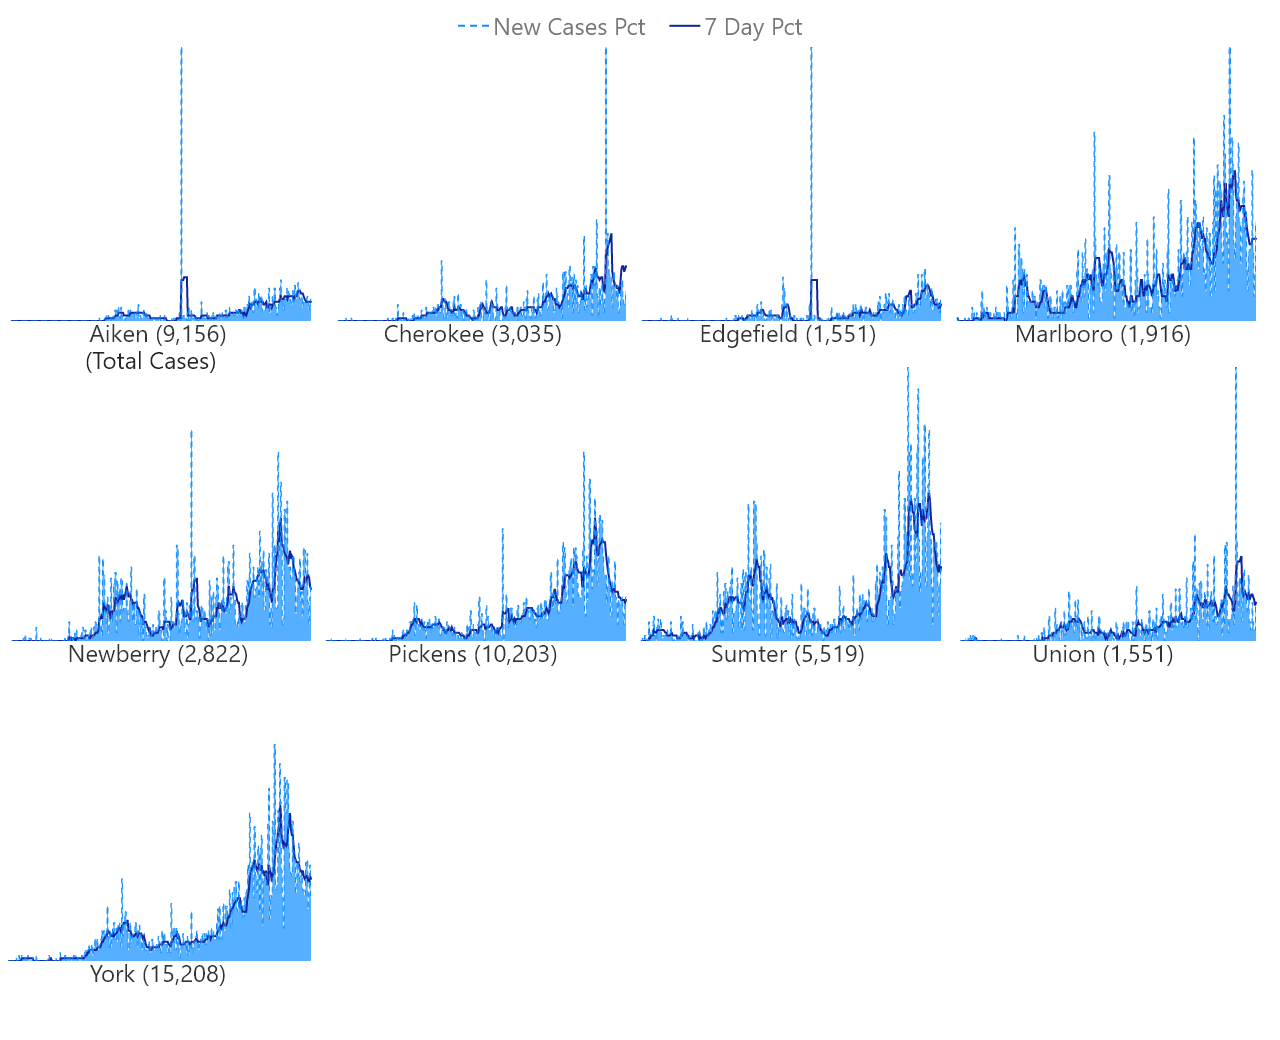 New Cases Pct 7 Day Pct
Aiken (9,156) Cherokee (3,035) Edgefield (1,551) Marlboro (1,916)
(Total Cases)
Newberry (2,822) Pickens (10,203) Sumter (5,519) Union (1,551)
York (15,208)